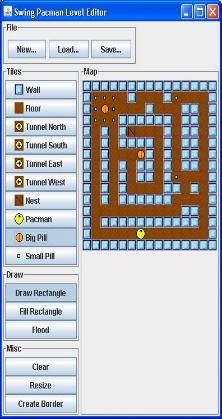 Swing Pacman Level Editor
File
New... Load... Save...
Tiles
Map
Wall
Floor
Tunnel North
Tunnel South
Tunnel East
Tunnel West
Nest
Pacman
Big Pill
Small Pill
Draw
Draw Rectangle
Fill Rectangle
Flood
Misc
Clear
Resize
Create Border